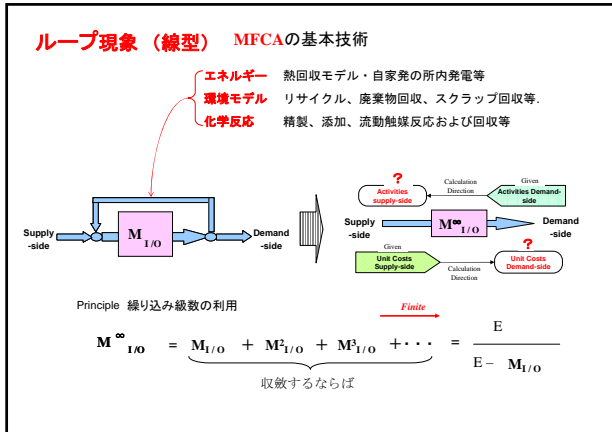 ループ現象 (線型) MFCAの基本技術
エネルギー 熱回収モデル・自家発の所内発電等
環境モデル リサイクル、廃棄物回収、スクラップ回収等.
化学反応 精製、添加、流動触媒反応および回収等
?
Activities
supply-side
Calculation
Direction
Given
Activities Demand-
side
Supply
-side
M I/O
Demand
-side
Supply
-side
M∞ I/O
Demand
-side
Given
Unit Costs
Supply-side
Calculation
Direction
?
Unit Costs
Demand-side
Principle 繰り込み級数の利用
Finite
M ∞ I/O = M I/O + M² I/O + M³ I/O +・・・ = E
E − M I/O
収斂するならば